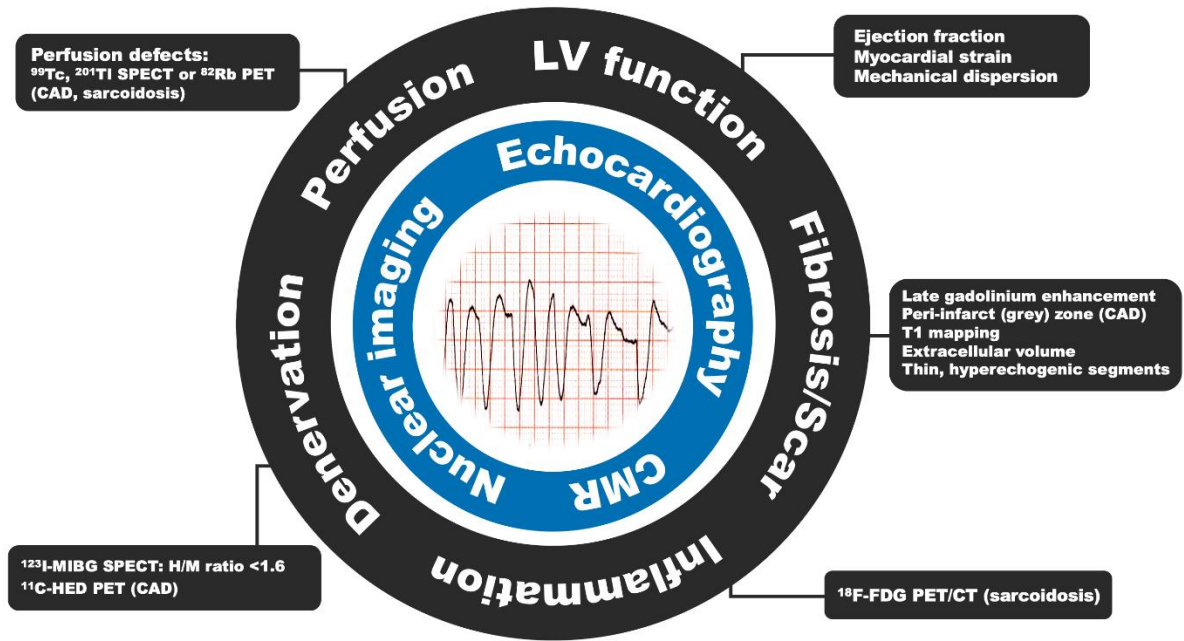 Perfusion defects:
⁹⁹Tc, ²⁰¹TI SPECT or ⁸²Rb PET
(CAD, sarcoidosis)
Perfusion
LV function
Ejection fraction
Myocardial strain
Mechanical dispersion
Fibrosis/Scar
Late gadolinium enhancement
Peri-infarct (grey) zone (CAD)
T1 mapping
Extracellular volume
Thin, hyperechogenic segments
Inflammation
¹⁸F-FDG PET/CT (sarcoidosis)
Denervation
¹²³I-MIBG SPECT: H/M ratio <1.6
¹¹C-HED PET (CAD)
Echocardiography
CMR
Nuclear imaging